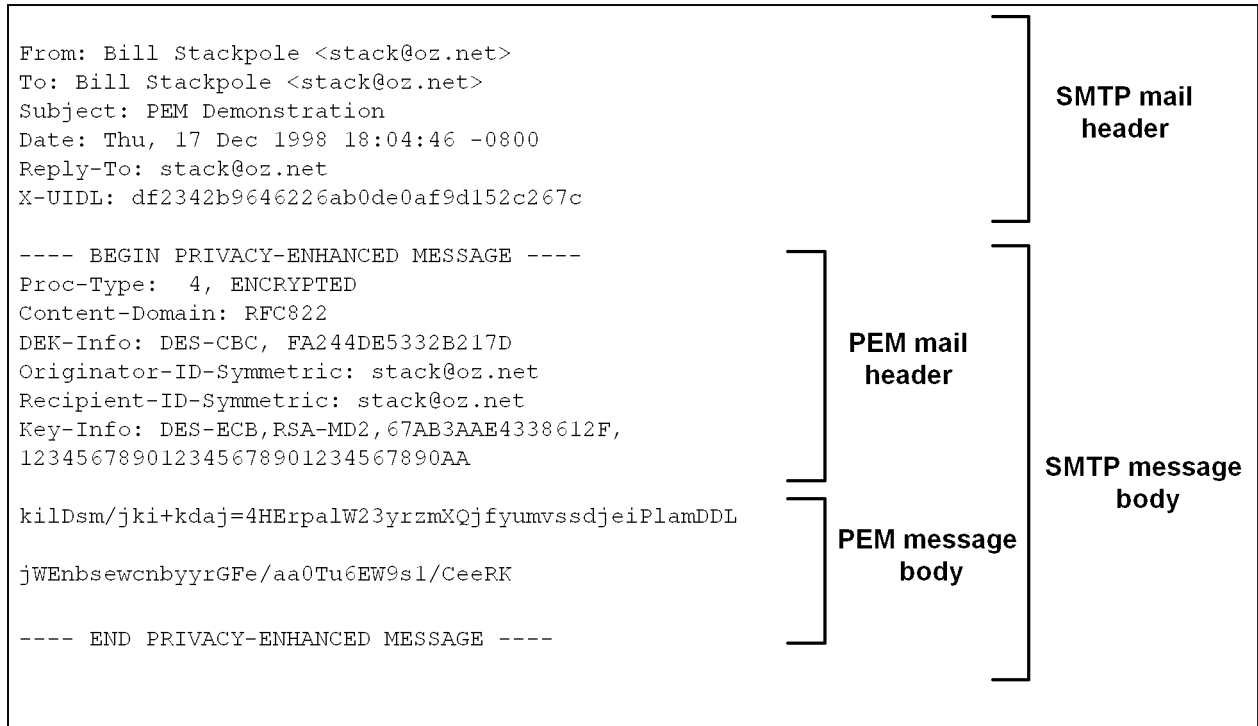 From: Bill Stackpole <stack@oz.net>
To: Bill Stackpole <stack@oz.net>
Subject: PEM Demonstration
Date: Thu, 17 Dec 1998 18:04:46 -0800
Reply-To: stack@oz.net
X-UIDL: df2342b9646226ab0de0af9d152c267c
SMTP mail
header
---- BEGIN PRIVACY-ENHANCED MESSAGE ----
Proc-Type:  4, ENCRYPTED
Content-Domain: RFC822
DEK-Info: DES-CBC, FA244DE5332B217D
Originator-ID-Symmetric: stack@oz.net
Recipient-ID-Symmetric: stack@oz.net
Key-Info: DES-ECB,RSA-MD2,67AB3AAE4338612F,
123456789012345678901234567890AA
PEM mail
header
kilDsm/jki+kdaj=4HErpalW23yrzmXQjfyumvssdjeiPlamDDL
jWEnbsewcnbyyrGFe/aa0Tu6EW9s1/CeeRK
---- END PRIVACY-ENHANCED MESSAGE ----
PEM message
body
SMTP message
body